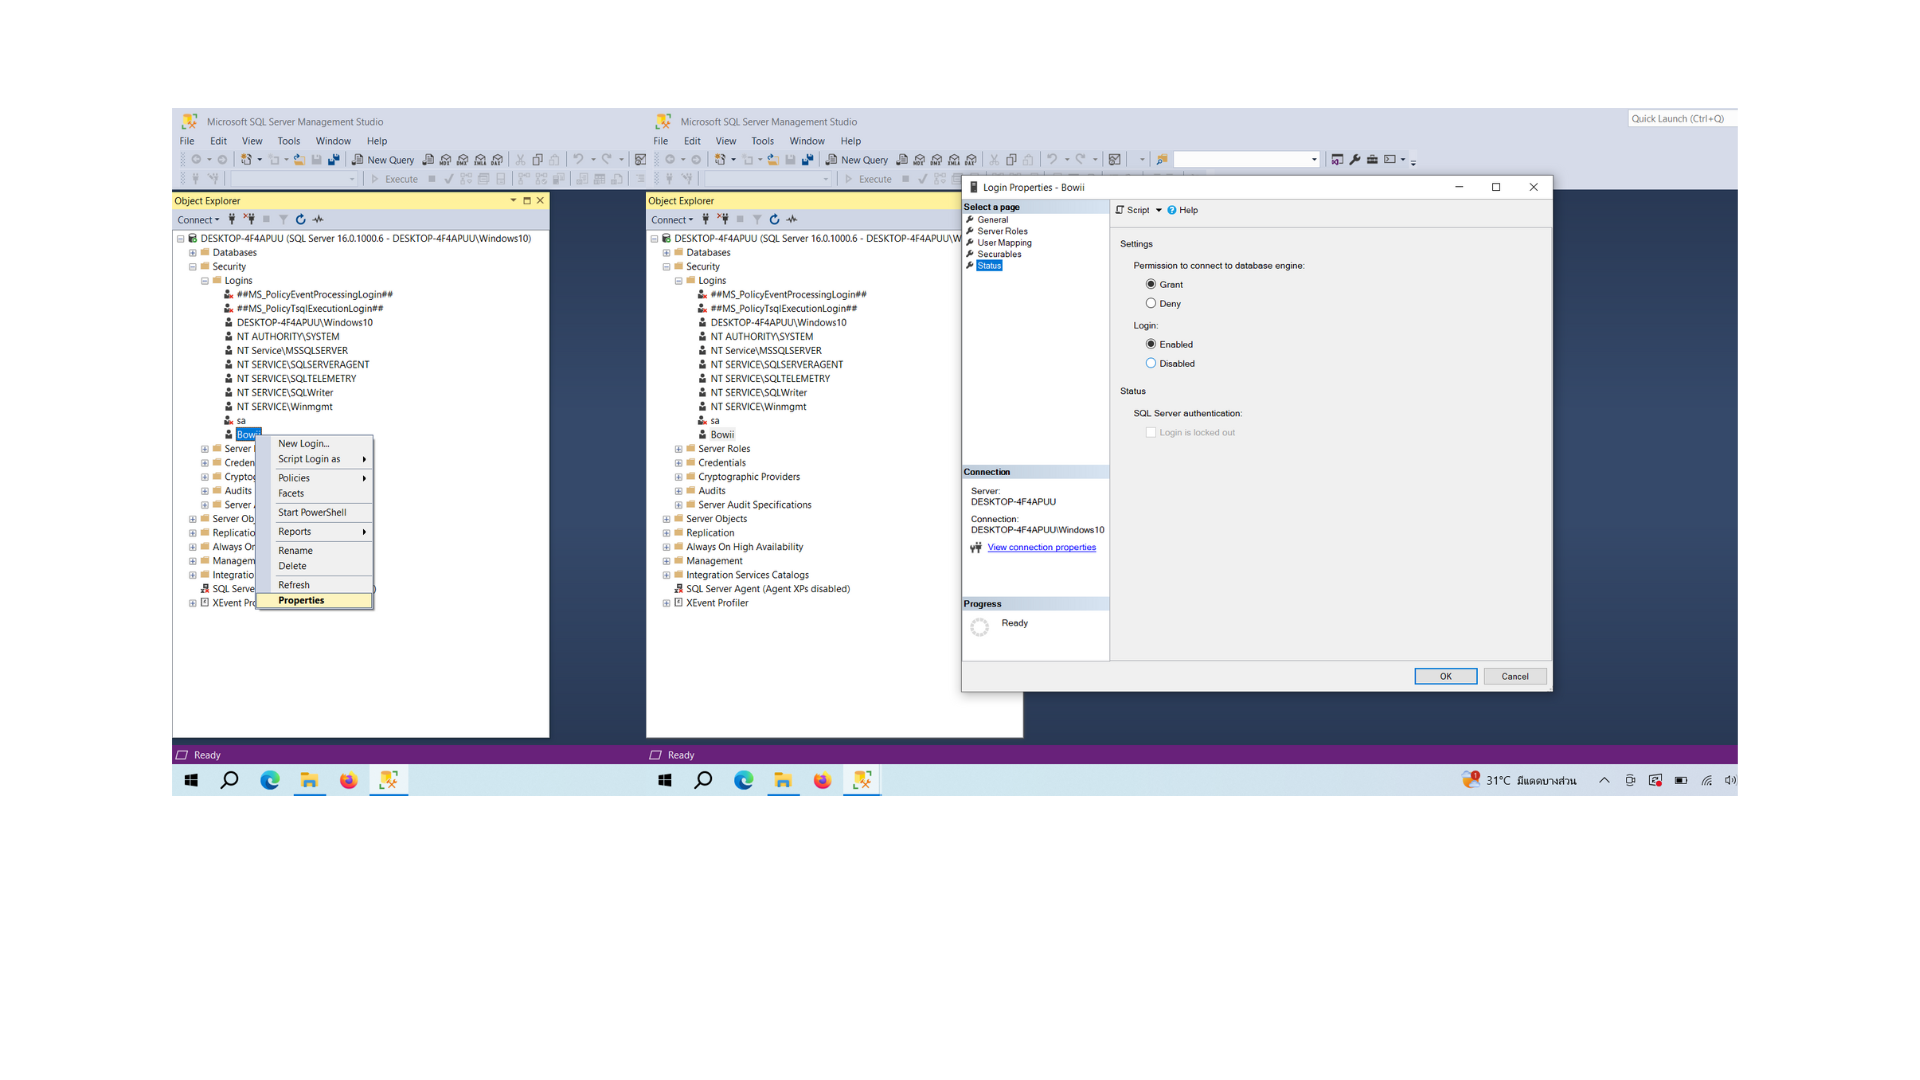 Microsoft SQL Server Management Studio
File Edit View Tools Window Help
New Query
Execute
Object Explorer
Connect
DESKTOP-4F4APUU (SQL Server 16.0.1000.6 - DESKTOP-4F4APUU\Windows10)
Databases
Security
Logins
##MS_PolicyEventProcessingLogin##
##MS_PolicyTsqlExecutionLogin##
DESKTOP-4F4APUU\Windows10
NT AUTHORITY\SYSTEM
NT Service\MSSQLSERVER
NT SERVICE\SQLSERVERAGENT
NT SERVICE\SQLTELEMETRY
NT SERVICE\SQLWriter
NT SERVICE\Winmgmt
sa
Bowii
Server
Creden
Cryptog
Audits
Server
Server Ob
Replicatio
Always On
Managem
Integratio
SQL Serve
XEvent Pro
New Login...
Script Login as
Policies
Facets
Start PowerShell
Reports
Rename
Delete
Refresh
Properties
Ready
Microsoft SQL Server Management Studio
Quick Launch (Ctrl+Q)
File Edit View Tools Window Help
New Query
Execute
Object Explorer
Connect
DESKTOP-4F4APUU (SQL Server 16.0.1000.6 - DESKTOP-4F4APUU\W
Databases
Security
Logins
##MS_PolicyEventProcessingLogin##
##MS_PolicyTsqlExecutionLogin##
DESKTOP-4F4APUU\Windows10
NT AUTHORITY\SYSTEM
NT Service\MSSQLSERVER
NT SERVICE\SQLSERVERAGENT
NT SERVICE\SQLTELEMETRY
NT SERVICE\SQLWriter
NT SERVICE\Winmgmt
sa
Bowii
Server Roles
Credentials
Cryptographic Providers
Audits
Server Audit Specifications
Server Objects
Replication
Always On High Availability
Management
Integration Services Catalogs
SQL Server Agent (Agent XPs disabled)
XEvent Profiler
Ready
Login Properties - Bowii
Select a page
General
Server Roles
User Mapping
Securables
Status
Connection
Server:
DESKTOP-4F4APUU
Connection:
DESKTOP-4F4APUU\Windows10
View connection properties
Progress
Ready
Script Help
Settings
Permission to connect to database engine:
Grant
Deny
Login:
Enabled
Disabled
Status
SQL Server authentication:
Login is locked out
OK Cancel
31°C มีแดดบางส่วน